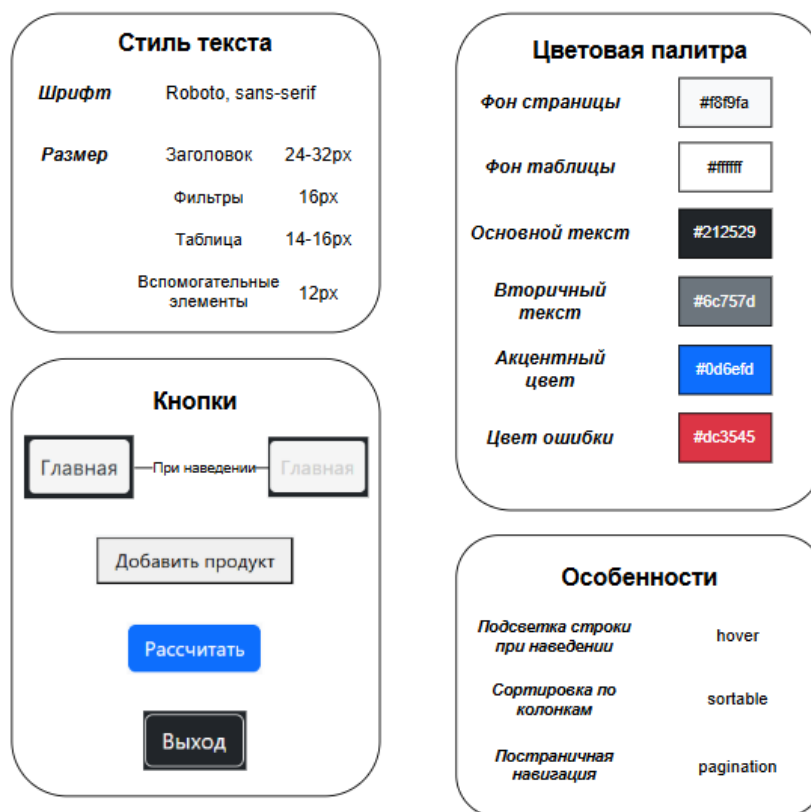 Стиль текста
Шрифт Roboto, sans-serif
Размер Заголовок 24-32px
Фильтры 16px
Таблица 14-16px
Вспомогательные
элементы 12px
Кнопки
Главная При наведении Главная
Добавить продукт
Рассчитать
Выход
Цветовая палитра
Фон страницы #f8f9fa
Фон таблицы #ffffff
Основной текст #212529
Вторичный
текст #6c757d
Акцентный
цвет #0d6efd
Цвет ошибки #dc3545
Особенности
Подсветка строки
при наведении hover
Сортировка по
колонкам sortable
Постраничная
навигация pagination